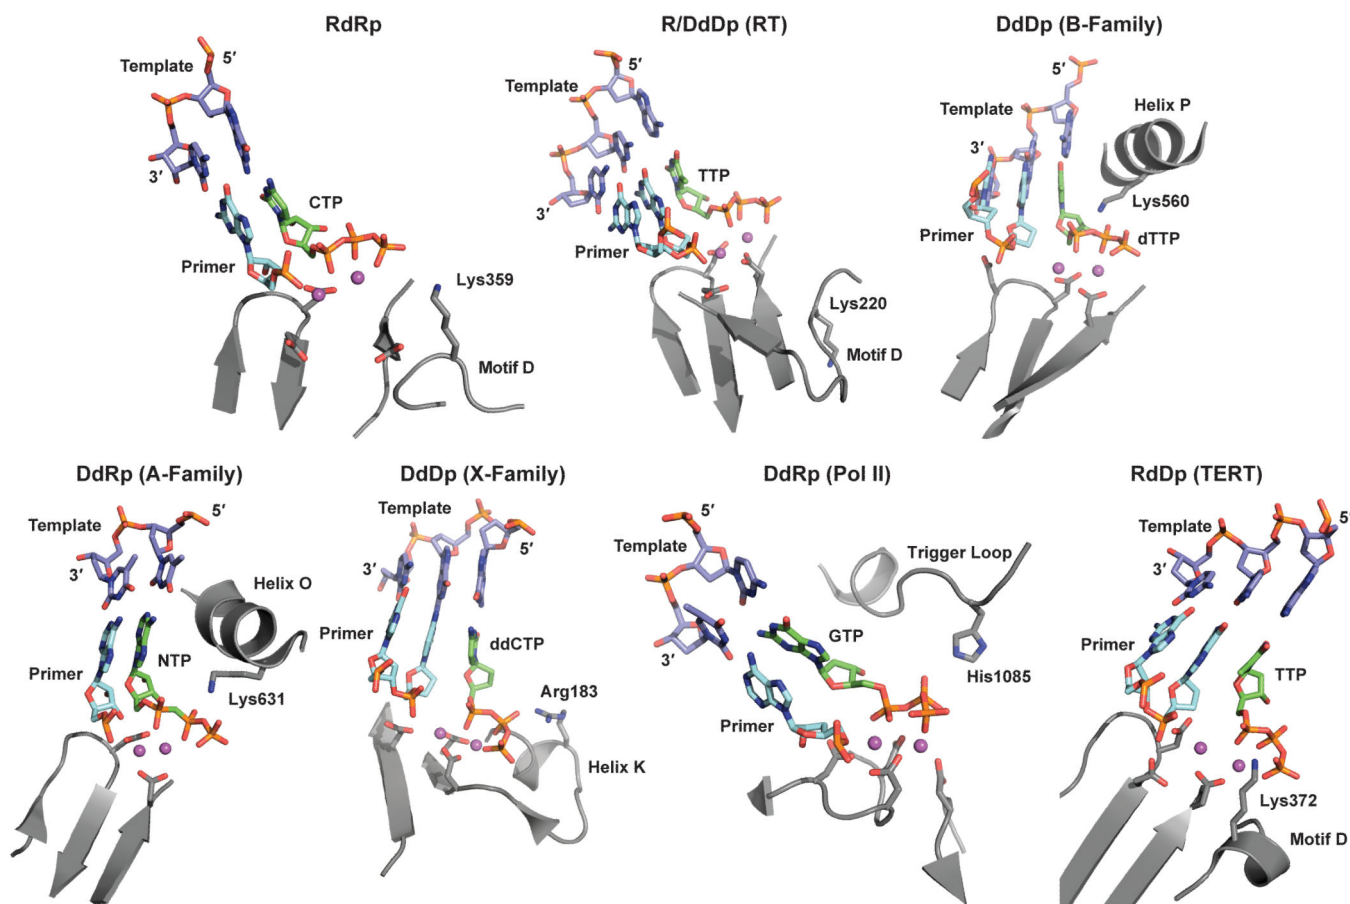 RdRp
5′
Template
3′
CTP
Primer
Lys359
Motif D
R/DdDp (RT)
5′
Template
TTP
3′
Primer
Lys220
Motif D
DdDp (B-Family)
5′
Template
Helix P
3′
Lys560
Primer
dTTP
DdRp (A-Family)
5′
Template
3′
Helix O
NTP
Primer
Lys631
DdDp (X-Family)
Template
5′
3′
Primer
ddCTP
Arg183
Helix K
DdRp (Pol II)
5′
Template
Trigger Loop
3′
GTP
His1085
Primer
RdDp (TERT)
5′
Template
3′
Primer
TTP
Lys372
Motif D